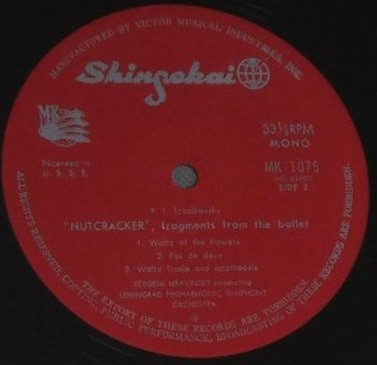 MANUFACTURED BY VICTOR MUSICAL INDUSTRIES, INC.
Shinsekai
MK
33⅓RPM
MONO
Recorded in
U. S. S. R.
MK 1075
SIDE 2
P. I. Tchaikovsky
"NUTCRACKER", fragments from the ballet
1. Waltz of the flowers
2. Pas de deux
3. Waltz finale and apotheosis
YEVGENI MRAVINSKY conducting
LENINGRAD PHILHARMONIC SYMPHONY
ORCHESTRA
ALL RIGHTS RESERVED, COPYING, PUBLIC PERFORMANCE, BROADCASTING OF THESE RECORDS ARE FORBIDDEN.
THE EXPORT OF THESE RECORDS ARE FORBIDDEN.